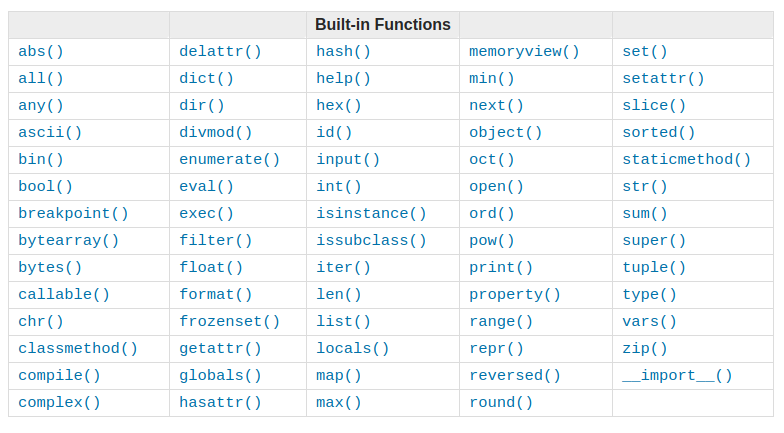 Built-in Functions
abs() delattr() hash() memoryview() set()
all() dict() help() min() setattr()
any() dir() hex() next() slice()
ascii() divmod() id() object() sorted()
bin() enumerate() input() oct() staticmethod()
bool() eval() int() open() str()
breakpoint() exec() isinstance() ord() sum()
bytearray() filter() issubclass() pow() super()
bytes() float() iter() print() tuple()
callable() format() len() property() type()
chr() frozenset() list() range() vars()
classmethod() getattr() locals() repr() zip()
compile() globals() map() reversed() __import__()
complex() hasattr() max() round()